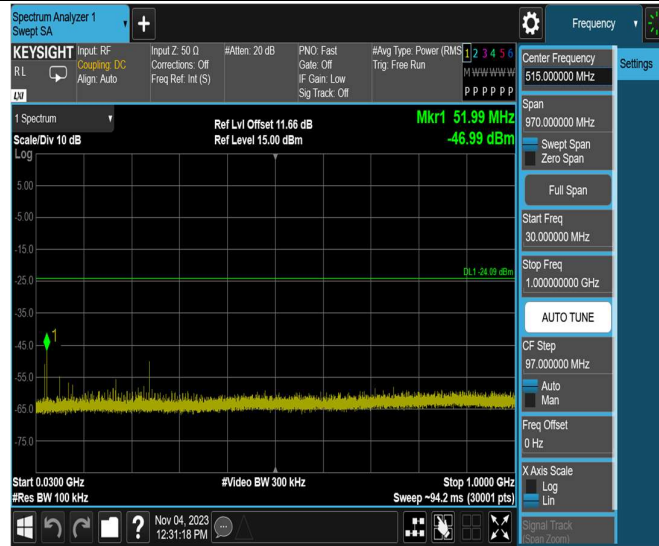 Spectrum Analyzer 1
Swept SA
Frequency
KEYSIGHT
RL
LXI
Input: RF
Coupling: DC
Align: Auto
Input Z: 50 Ω
Corrections: Off
Freq Ref: Int (S)
#Atten: 20 dB
PNO: Fast
Gate: Off
IF Gain: Low
Sig Track: Off
#Avg Type: Power (RMS
Trig: Free Run
1 2 3 4 5 6
M W W W W W
P P P P P P
1 Spectrum
Scale/Div 10 dB
Ref Lvl Offset 11.66 dB
Ref Level 15.00 dBm
Mkr1 51.99 MHz
-46.99 dBm
Log
5.00
-5.00
-15.0
-25.0
DL1 -24.09 dBm
-35.0
1
-45.0
-55.0
-65.0
-75.0
Start 0.0300 GHz
#Res BW 100 kHz
#Video BW 300 kHz
Stop 1.0000 GHz
Sweep ~94.2 ms (30001 pts)
Nov 04, 2023
12:31:18 PM
Center Frequency
515.000000 MHz
Settings
Span
970.000000 MHz
Swept Span
Zero Span
Full Span
Start Freq
30.000000 MHz
Stop Freq
1.000000000 GHz
AUTO TUNE
CF Step
97.000000 MHz
Auto
Man
Freq Offset
0 Hz
X Axis Scale
Log
Lin
Signal Track
(Span Zoom)